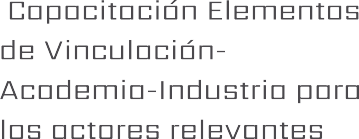 Capacitación Elementos
de Vinculación-
Academia-Industria para
los actores relevantes